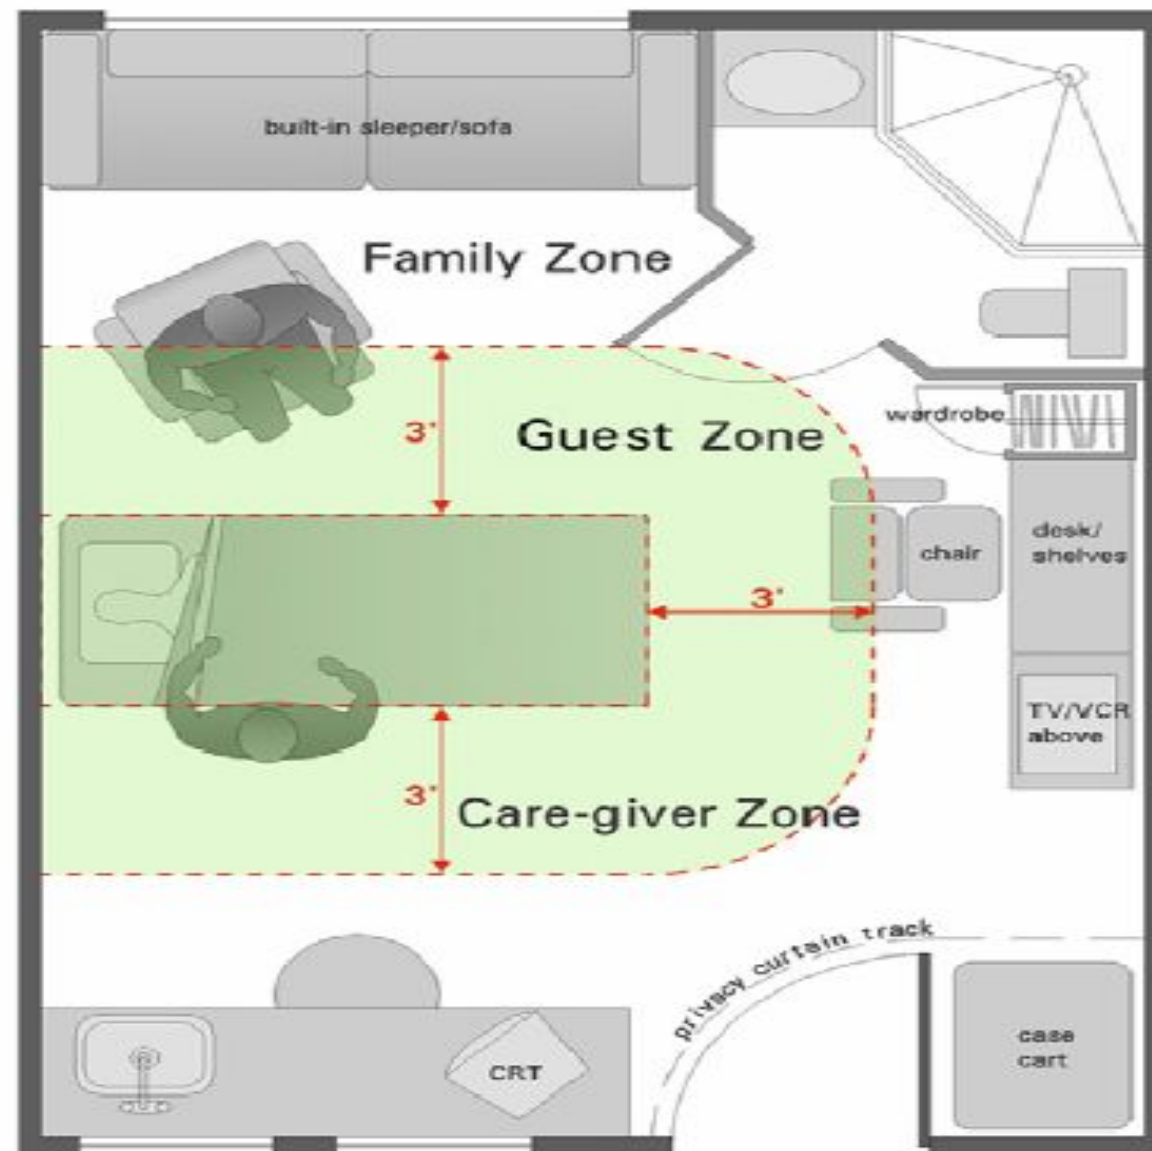 built-in sleeper/sofa
Family Zone
wardrobe
3'
Guest Zone
chair
desk/
shelves
3'
TV/VCR
above
3'
Care-giver Zone
privacy curtain track
case
cart
CRT